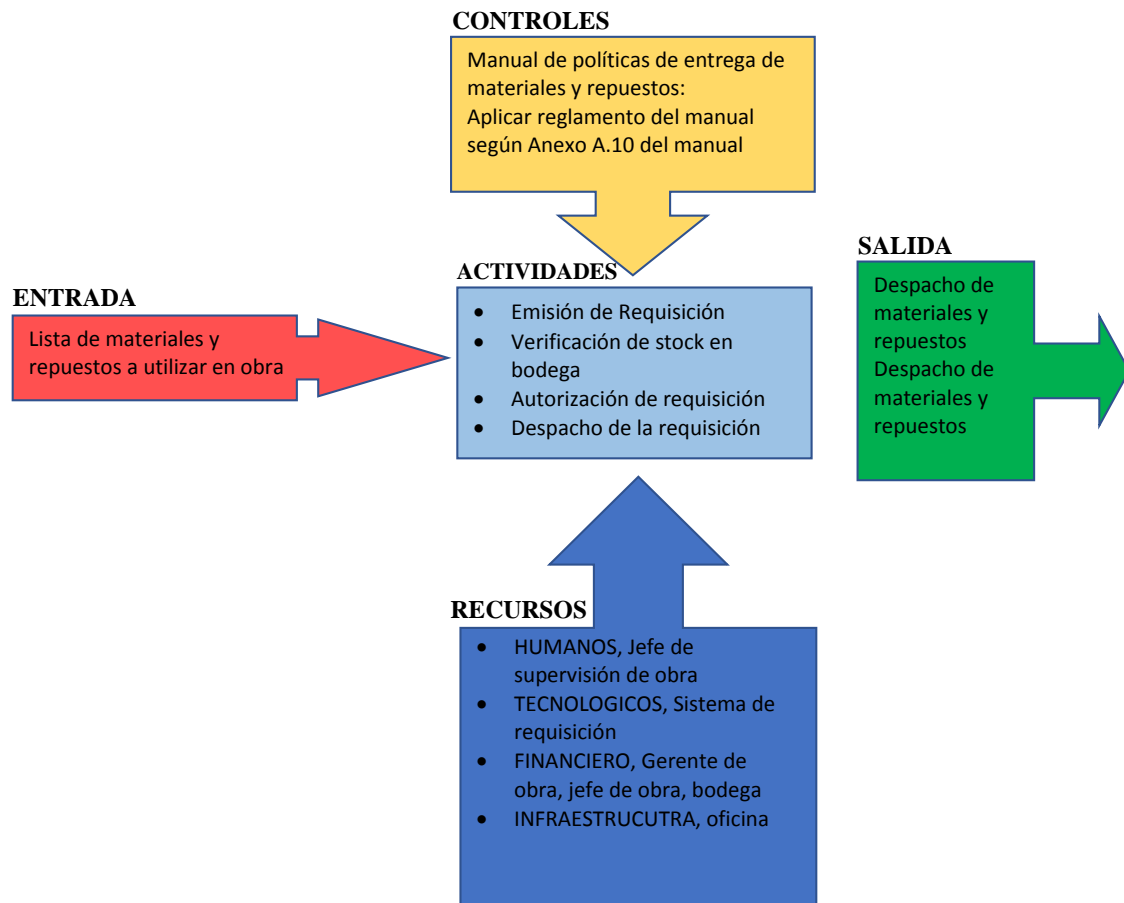 CONTROLES
Manual de políticas de entrega de
materiales y repuestos:
Aplicar reglamento del manual
según Anexo A.10 del manual
ENTRADA
Lista de materiales y
repuestos a utilizar en obra
ACTIVIDADES
• Emisión de Requisición
• Verificación de stock en
bodega
• Autorización de requisición
• Despacho de la requisición
SALIDA
Despacho de
materiales y
repuestos
Despacho de
materiales y
repuestos
RECURSOS
• HUMANOS, Jefe de
supervisión de obra
• TECNOLOGICOS, Sistema de
requisición
• FINANCIERO, Gerente de
obra, jefe de obra, bodega
• INFRAESTRUCUTRA, oficina